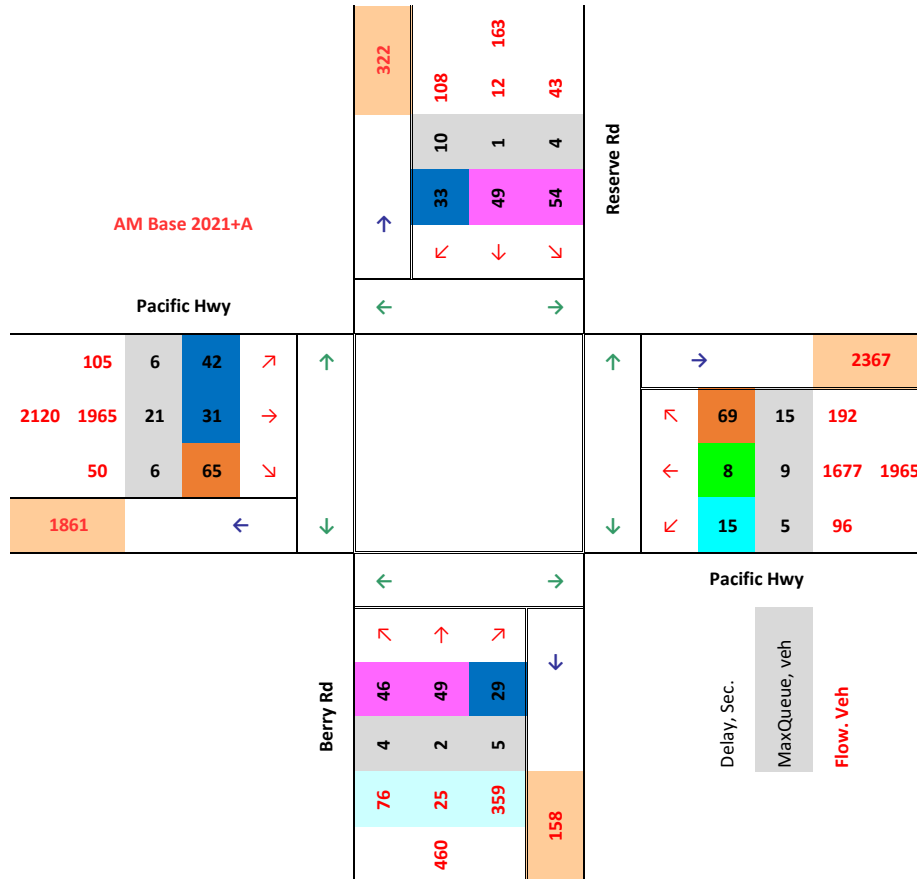 163
322
108 12 43
10 1 4
33 49 54
Reserve Rd
AM Base 2021+A
↑
↙ ↓ ↘
Pacific Hwy
← →
105 6 42 ↗ ↑
2120 1965 21 31 →
50 6 65 ↘
1861 ← ↓
↑ → 2367
↖ 69 15 192
← 8 9 1677 1965
↓ ↙ 15 5 96
← →
Pacific Hwy
↖ ↑ ↗
↓
Berry Rd
46 49 29
4 2 5
76 25 359
158
460
Delay, Sec.
MaxQueue, veh
Flow. Veh